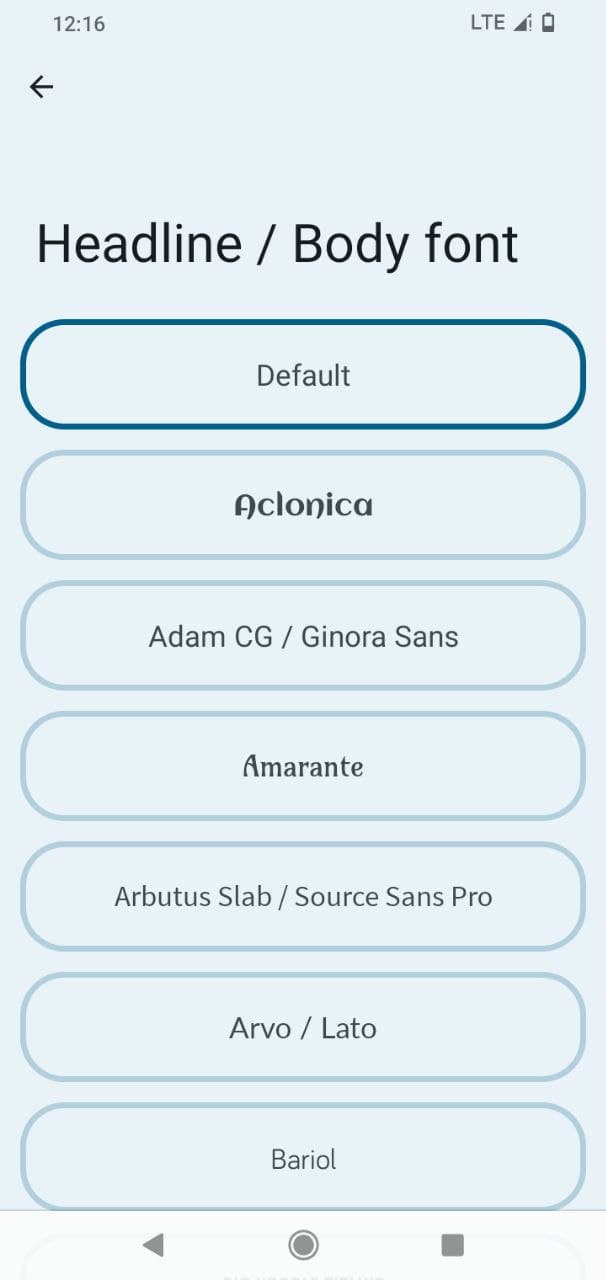 12:16 LTE
Headline / Body font
Default
Aclonica
Adam CG / Ginora Sans
Amarante
Arbutus Slab / Source Sans Pro
Arvo / Lato
Bariol